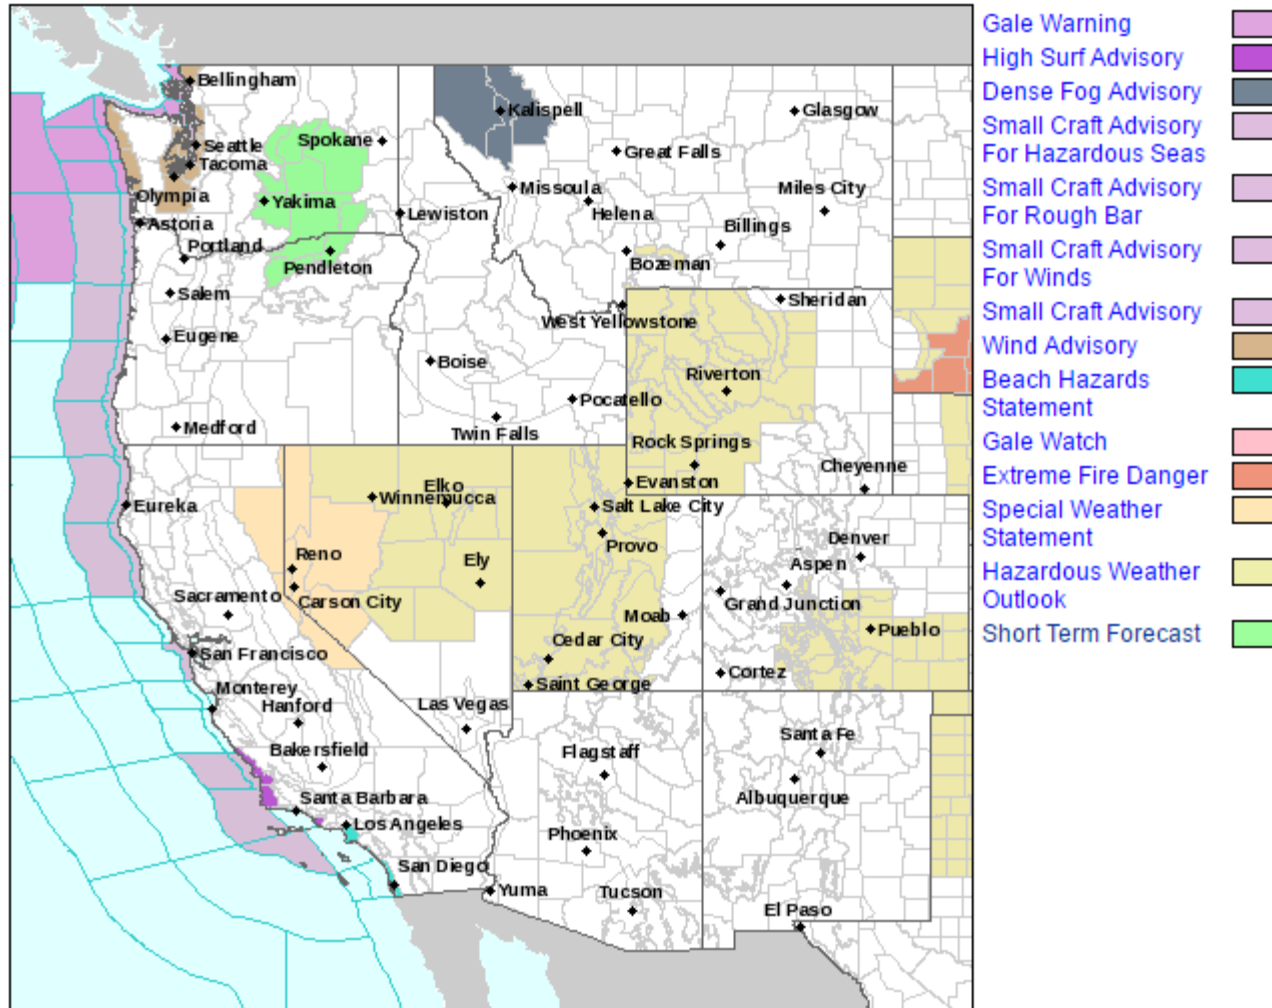 Gale Warning
High Surf Advisory
Dense Fog Advisory
Small Craft Advisory
For Hazardous Seas
Small Craft Advisory
For Rough Bar
Small Craft Advisory
For Winds
Small Craft Advisory
Wind Advisory
Beach Hazards
Statement
Gale Watch
Extreme Fire Danger
Special Weather
Statement
Hazardous Weather
Outlook
Short Term Forecast
Bellingham
Kalispell
Glasgow
Seattle
Spokane
Great Falls
Tacoma
Missoula
Miles City
Olympia
Yakima
Helena
Lewiston
Astoria
Billings
Portland
Pendleton
Bozeman
Salem
Sheridan
West Yellowstone
Eugene
Boise
Riverton
Pocatello
Medford
Twin Falls
Rock Springs
Cheyenne
Elko
Evanston
Winnemucca
Eureka
Salt Lake City
Denver
Provo
Reno
Ely
Aspen
Sacramento
Carson City
Grand Junction
Moab
Pueblo
Cedar City
San Francisco
Cortez
Saint George
Monterey
Hanford
Las Vegas
Santa Fe
Bakersfield
Flagstaff
Albuquerque
Santa Barbara
Los Angeles
Phoenix
San Diego
Yuma
Tucson
El Paso